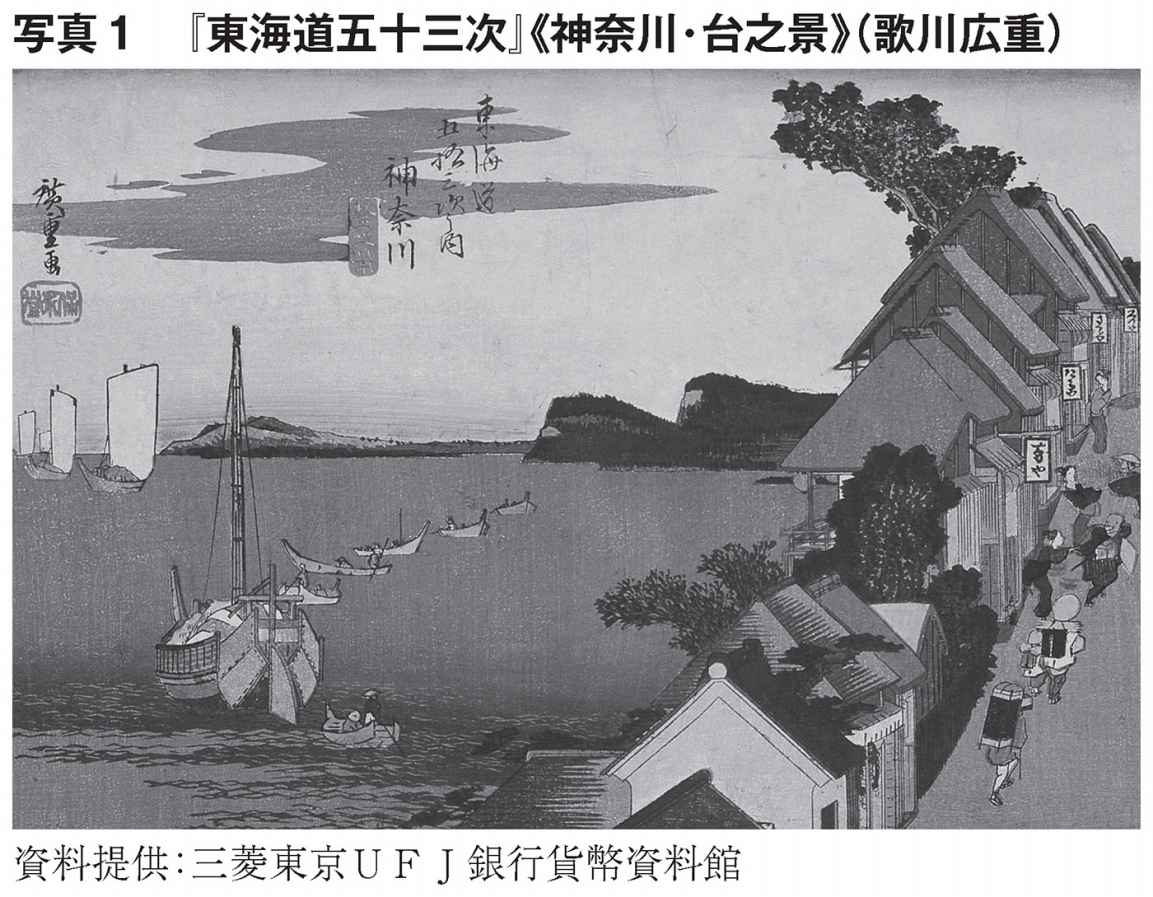 写真1 『東海道五十三次』《神奈川・台之景》(歌川広重)
東海道
五拾三次之内
神奈川
廣重画
資料提供:三菱東京UFJ銀行貨幣資料館